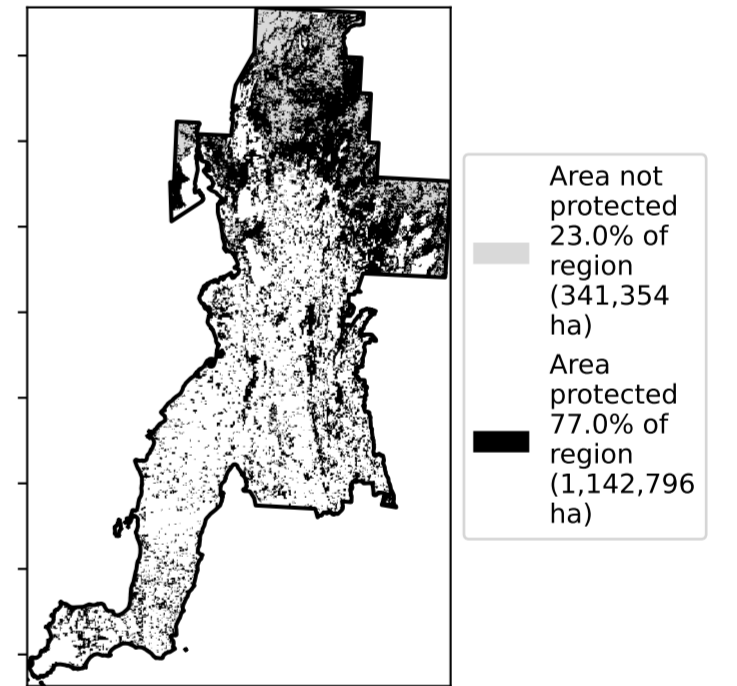 Area not
protected
23.0% of
region
(341,354
ha)
Area
protected
77.0% of
region
(1,142,796
ha)